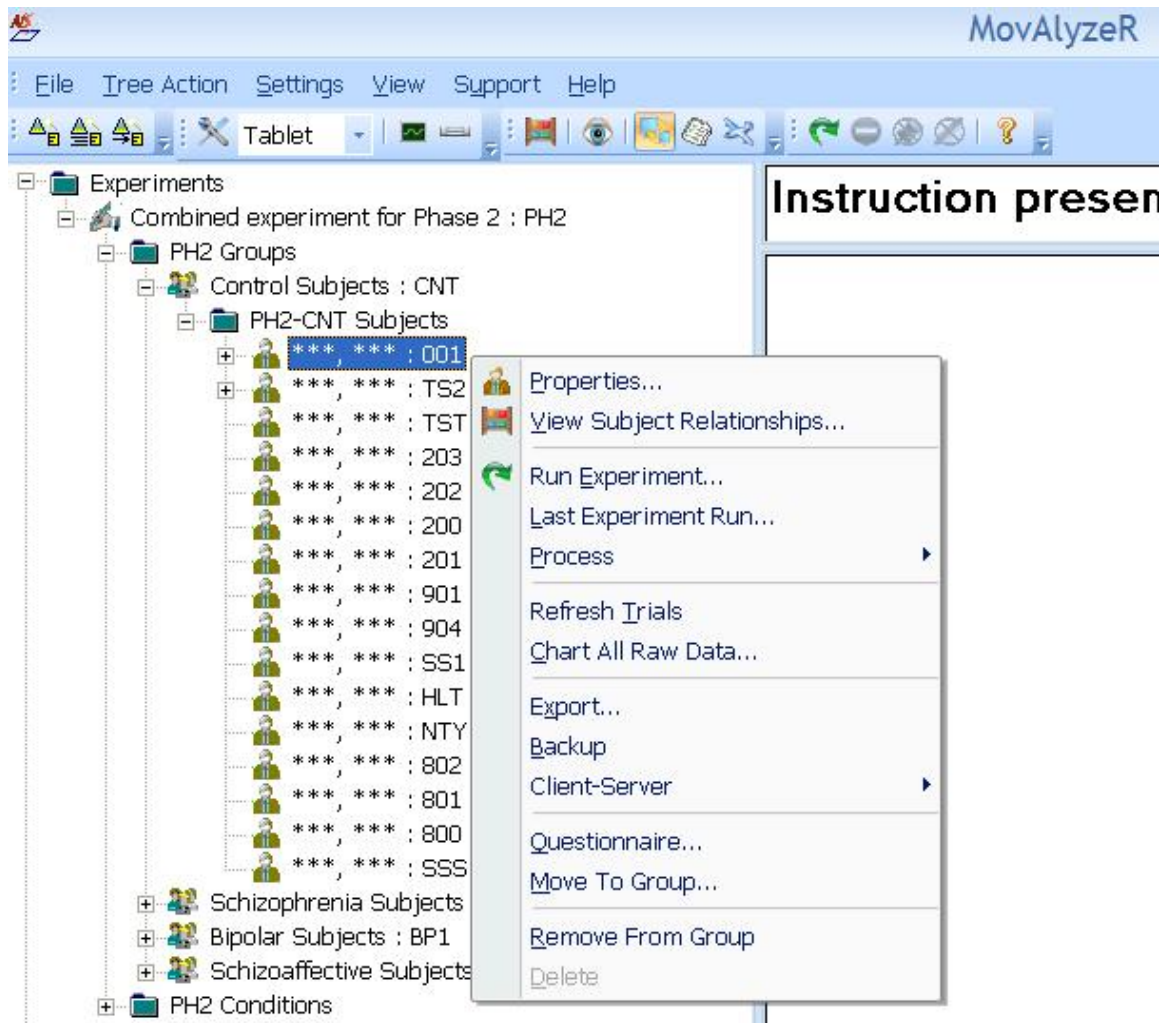 MovAlyzeR
File Tree Action Settings View Support Help
Tablet
Experiments
Combined experiment for Phase 2 : PH2
PH2 Groups
Control Subjects : CNT
PH2-CNT Subjects
***, *** : 001
***, *** : TS2
***, *** : TST
***, *** : 203
***, *** : 202
***, *** : 200
***, *** : 201
***, *** : 901
***, *** : 904
***, *** : SS1
***, *** : HLT
***, *** : NTY
***, *** : 802
***, *** : 801
***, *** : 800
***, *** : SSS
Schizophrenia Subjects
Bipolar Subjects : BP1
Schizoaffective Subjects
PH2 Conditions
Instruction presen
Properties...
View Subject Relationships...
Run Experiment...
Last Experiment Run...
Process
Refresh Trials
Chart All Raw Data...
Export...
Backup
Client-Server
Questionnaire...
Move To Group...
Remove From Group
Delete